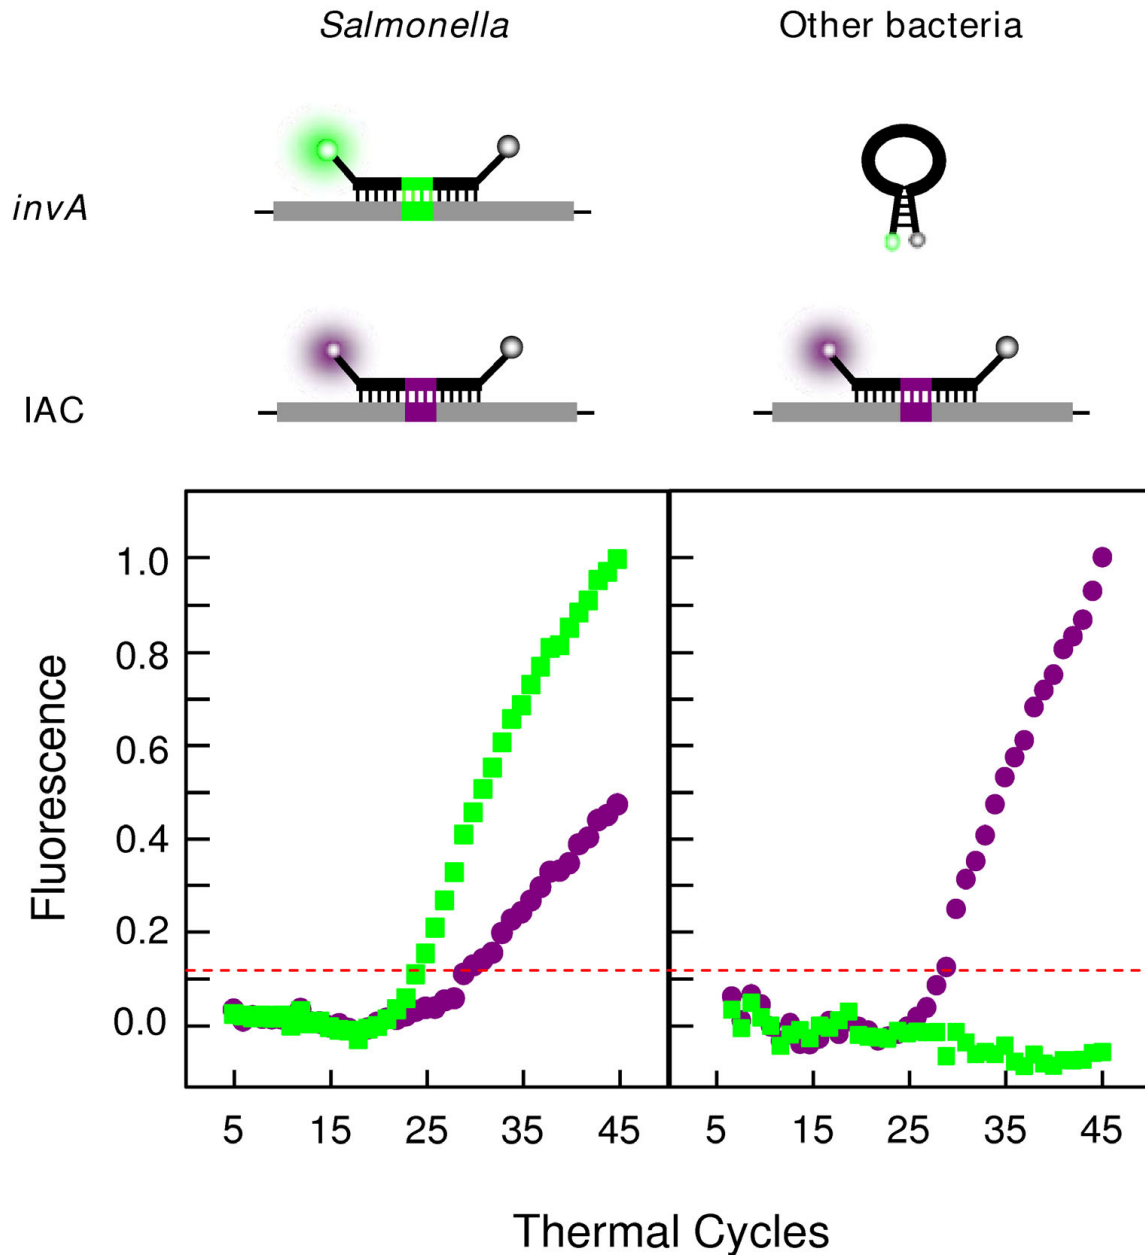 Salmonella
Other bacteria
invA
IAC
Fluorescence
1.0
0.8
0.6
0.4
0.2
0.0
5 15 25 35 45 5 15 25 35 45
Thermal Cycles